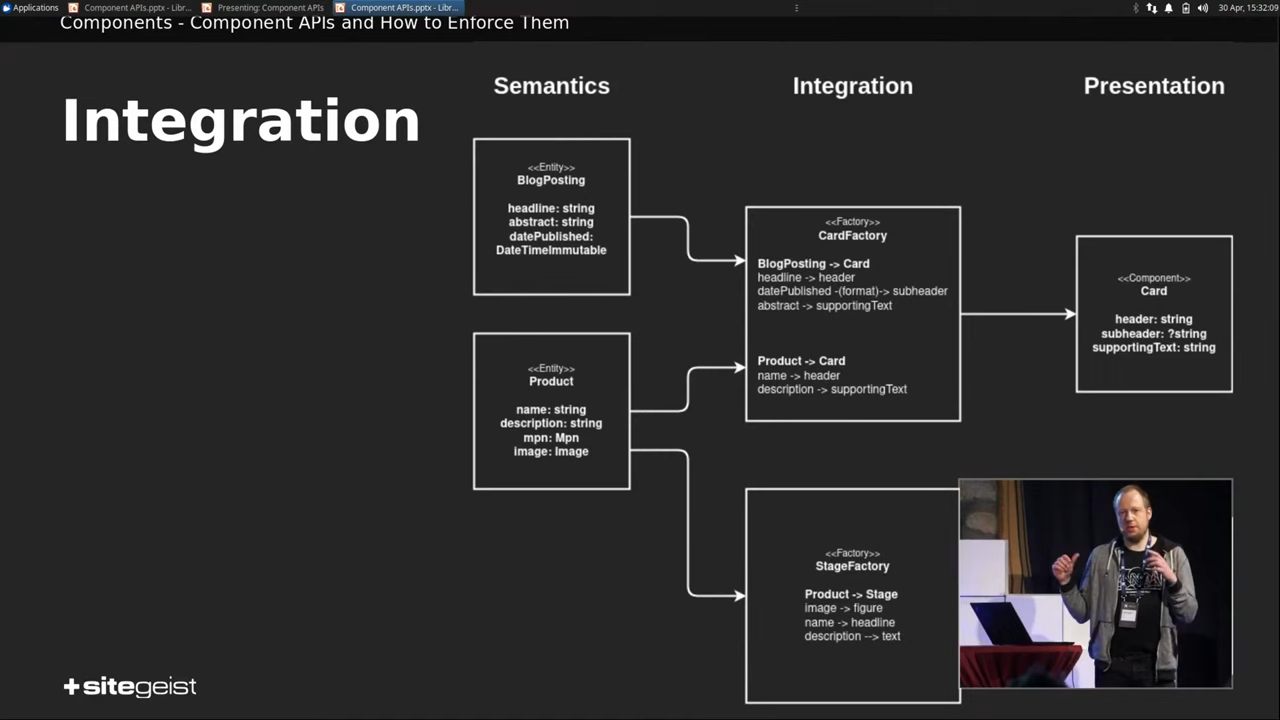 Applications
Component APIs.pptx - Libr...
Presenting: Component APIs
Component APIs.pptx - Libr...
30 Apr, 15:32:09
Components - Component APIs and How to Enforce Them
Integration
Semantics
Integration
Presentation
<<Entity>>
BlogPosting
headline: string
abstract: string
datePublished:
DateTimeImmutable
<<Entity>>
Product
name: string
description: string
mpn: Mpn
image: Image
<<Factory>>
CardFactory
BlogPosting -> Card
headline -> header
datePublished -(format)-> subheader
abstract -> supportingText
Product -> Card
name -> header
description -> supportingText
<<Factory>>
StageFactory
Product -> Stage
image -> figure
name -> headline
description --> text
<<Component>>
Card
header: string
subheader: ?string
supportingText: string
sitegeist